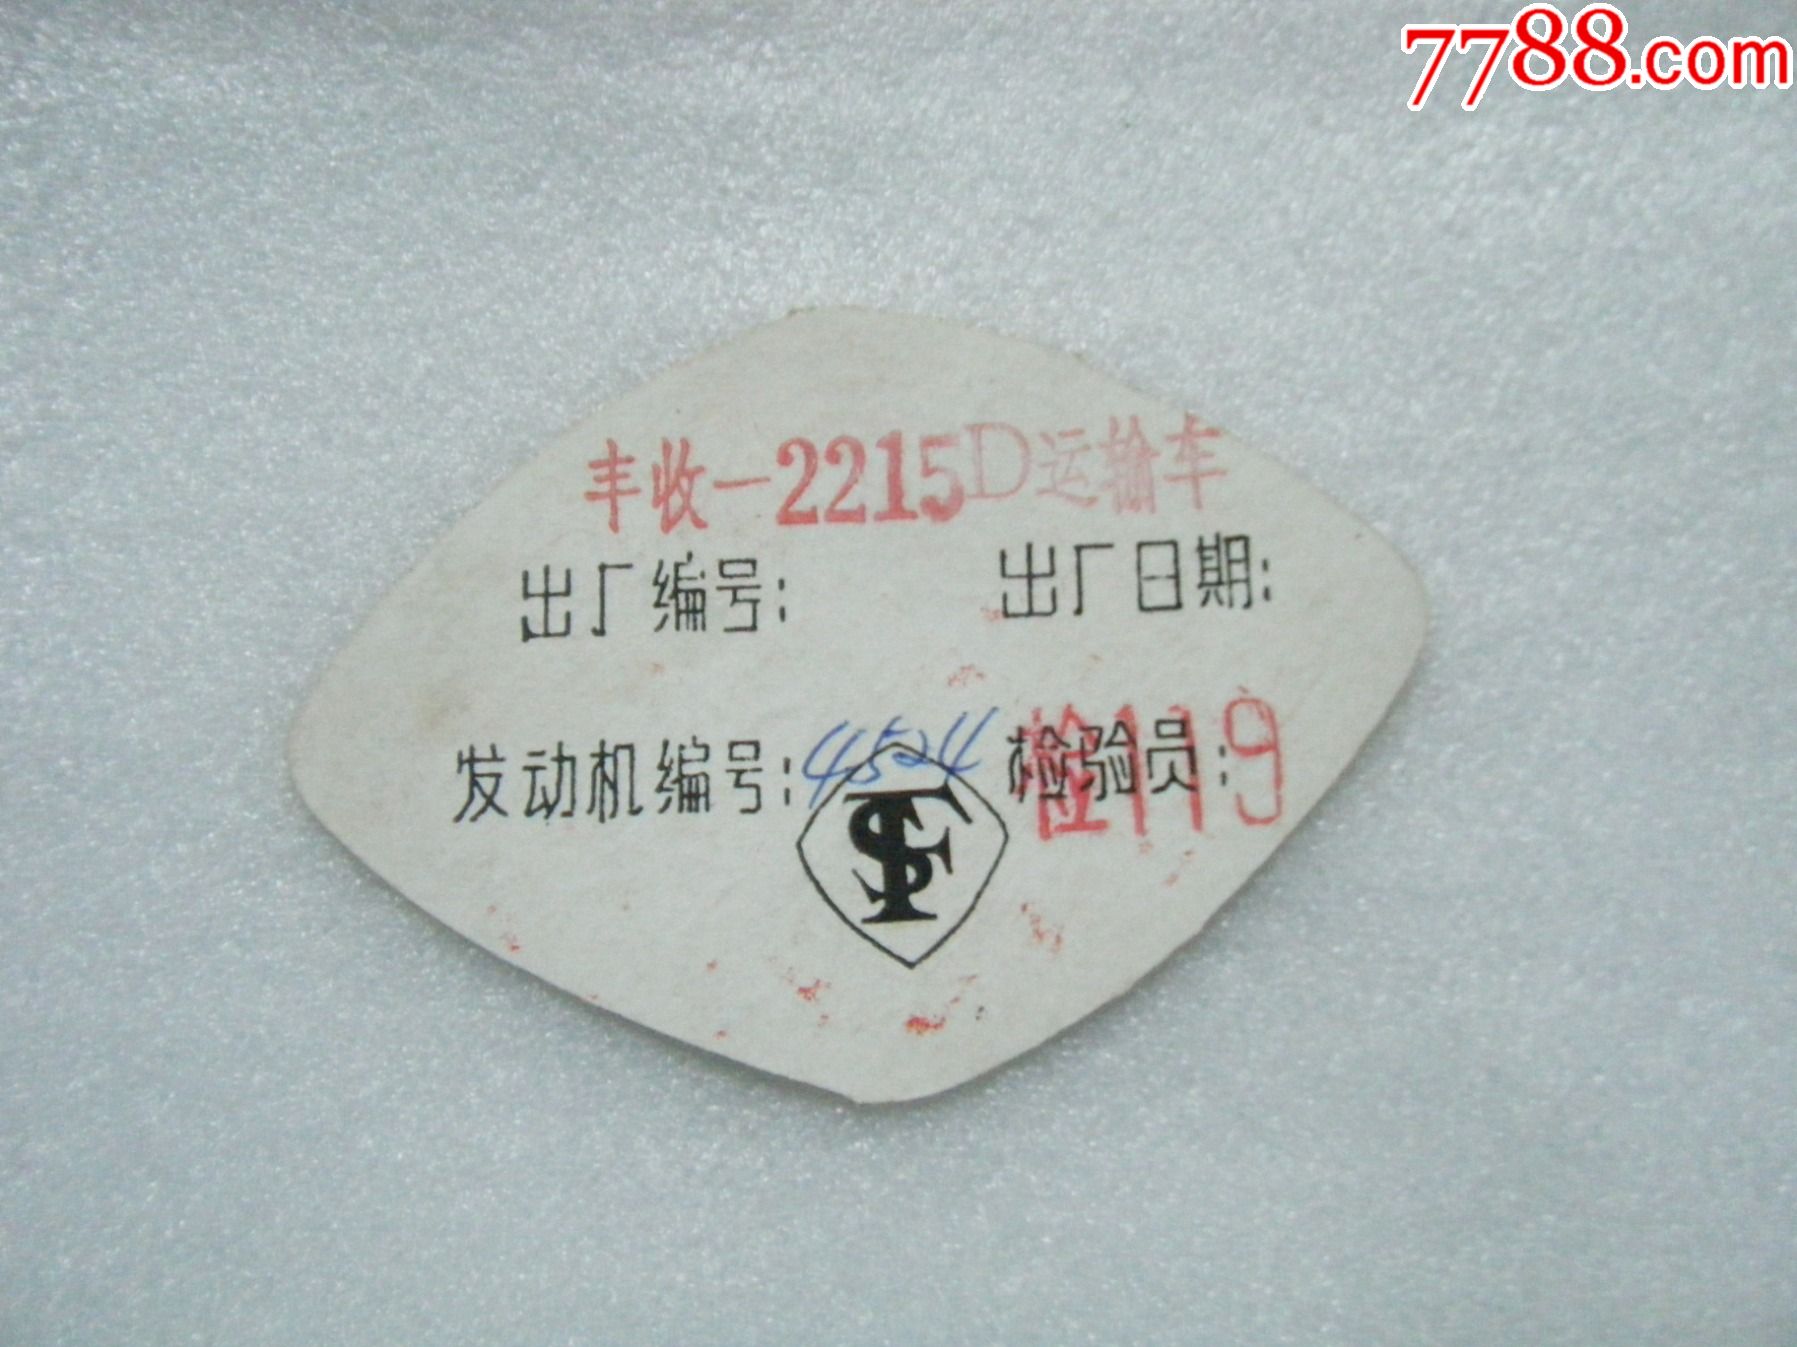 7788.com
丰收-2215D运输车
出厂编号: 出厂日期:
发动机编号:4524 检验员:检119